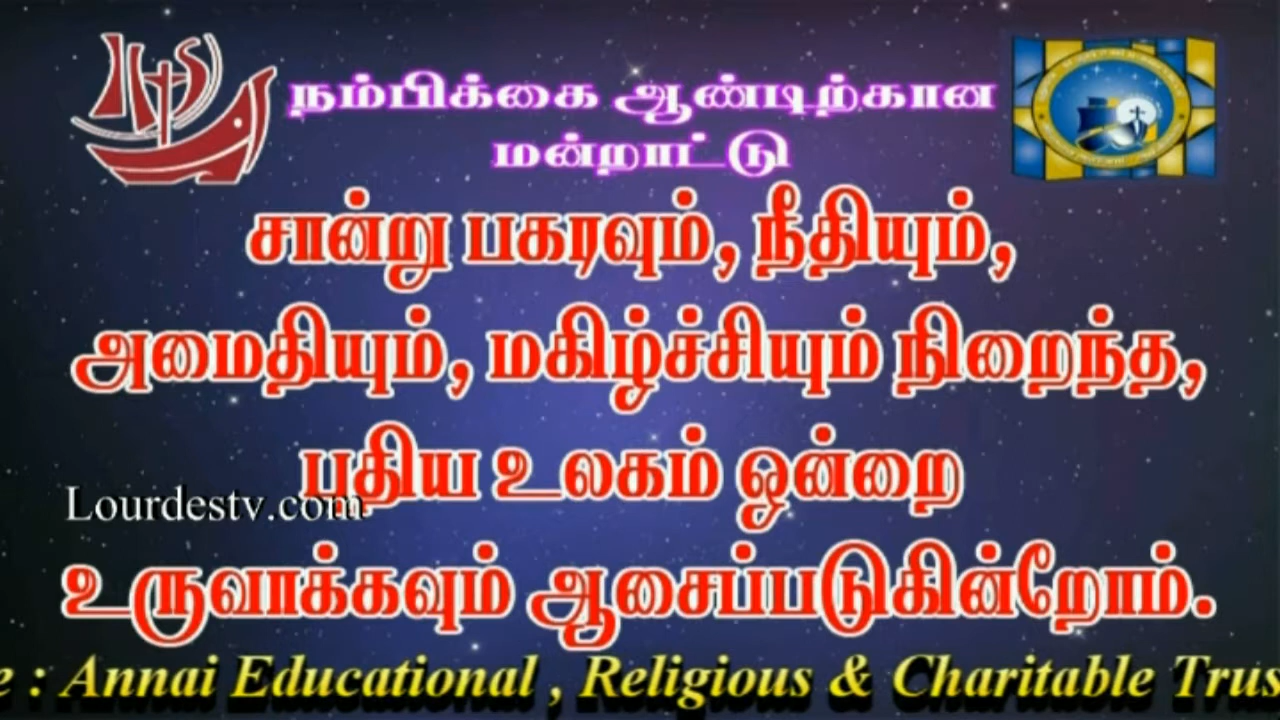 நம்பிக்கை ஆண்டிற்கான
மன்றாட்டு
சான்று பகரவும், நீதியும்,
அமைதியும், மகிழ்ச்சியும் நிறைந்த,
புதிய உலகம் ஒன்றை
Lourdestv.com
உருவாக்கவும் ஆசைப்படுகின்றோம்.
e : Annai Educational , Religious & Charitable Trus